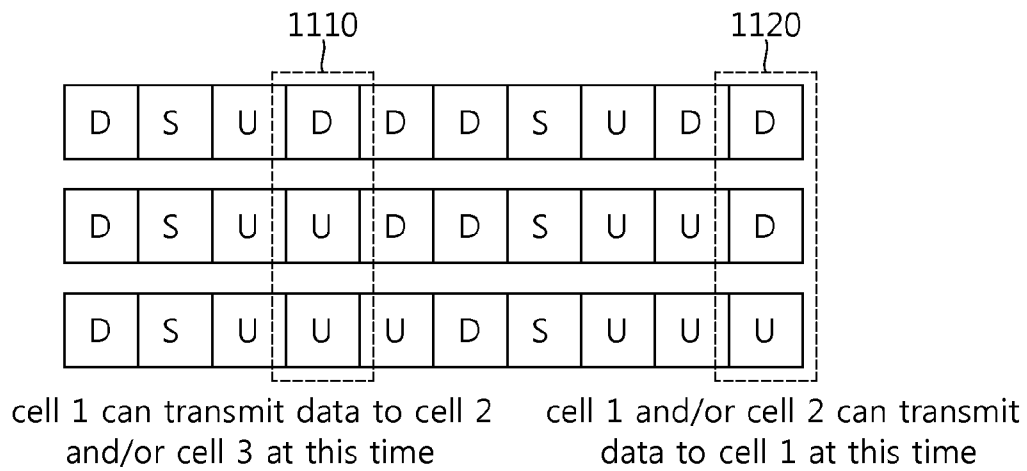 1110 1120
D S U D D D S U D D
D S U U D D S U U D
D S U U U D S U U U
cell 1 can transmit data to cell 2
and/or cell 3 at this time
cell 1 and/or cell 2 can transmit
data to cell 1 at this time